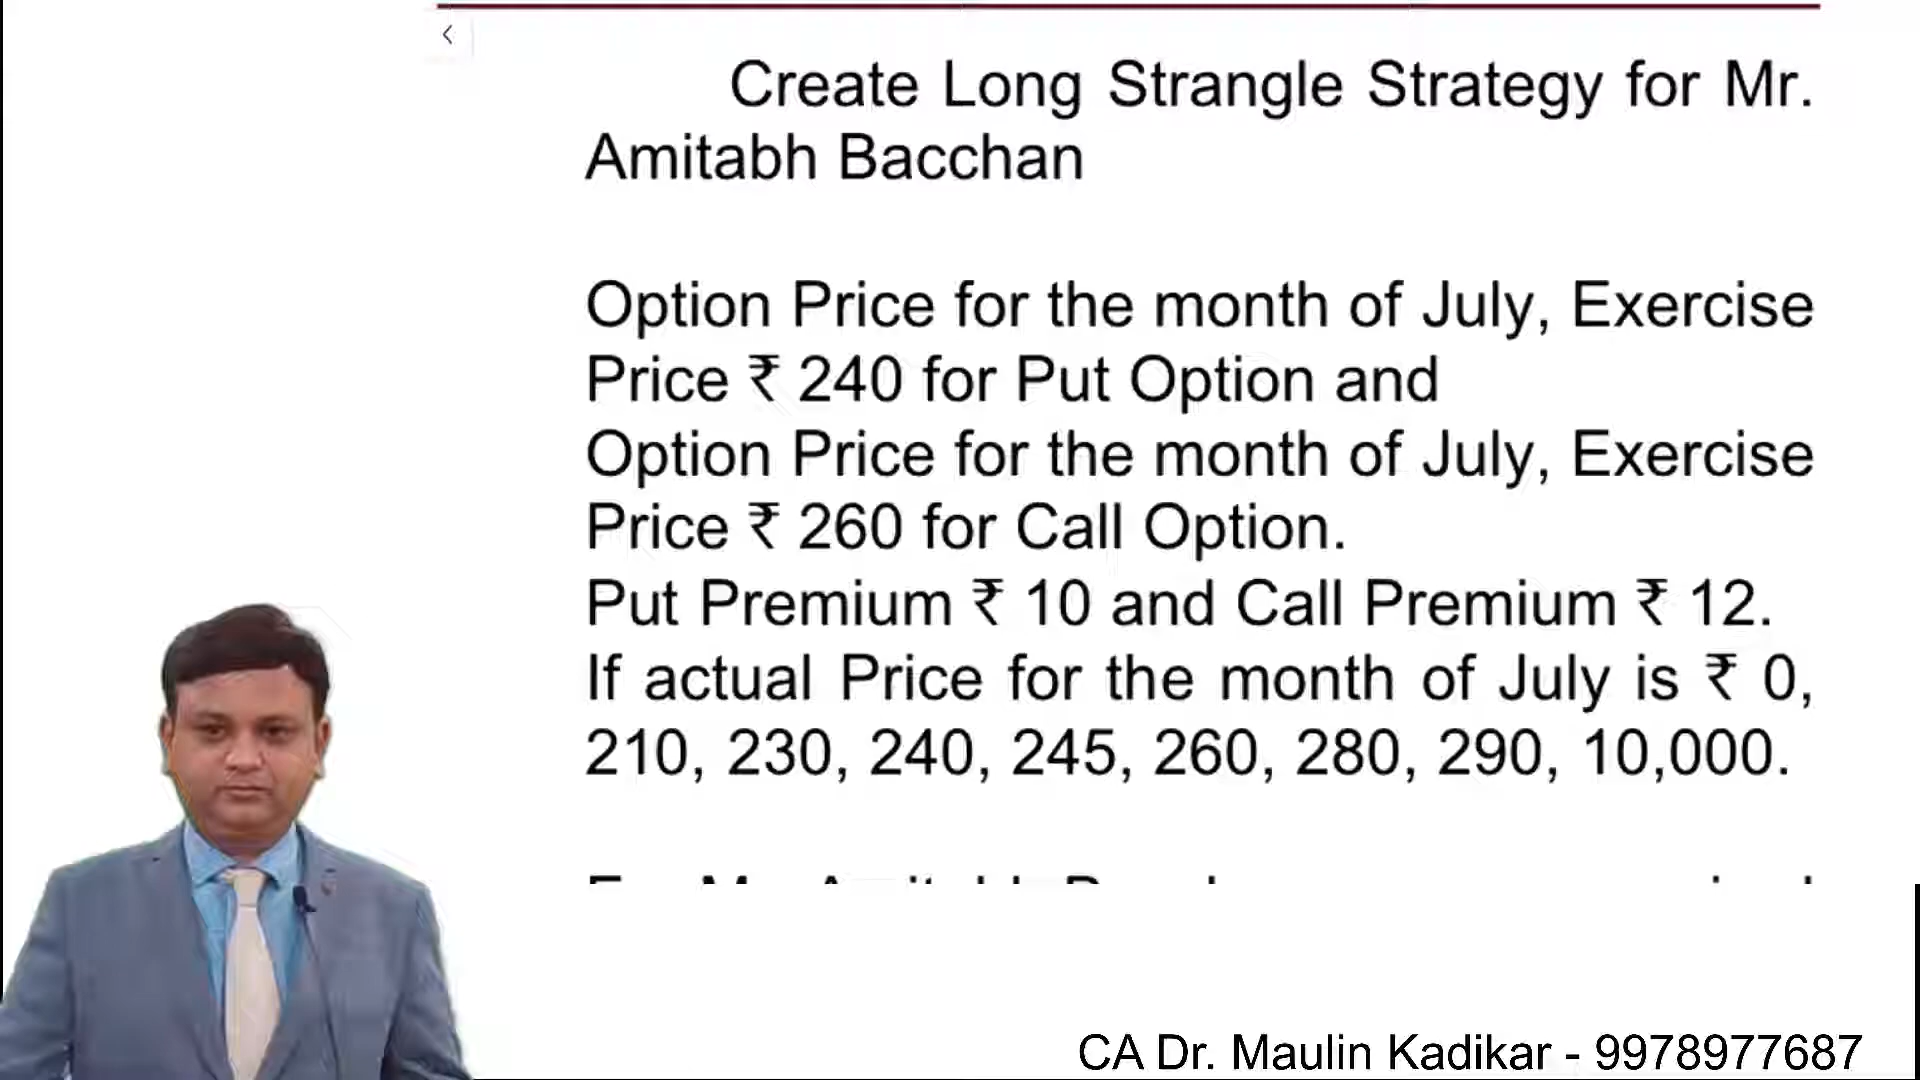 Create Long Strangle Strategy for Mr.
Amitabh Bacchan
Option Price for the month of July, Exercise
Price ₹ 240 for Put Option and
Option Price for the month of July, Exercise
Price ₹ 260 for Call Option.
Put Premium ₹ 10 and Call Premium ₹ 12.
If actual Price for the month of July is ₹ 0,
210, 230, 240, 245, 260, 280, 290, 10,000.
CA Dr. Maulin Kadikar - 9978977687